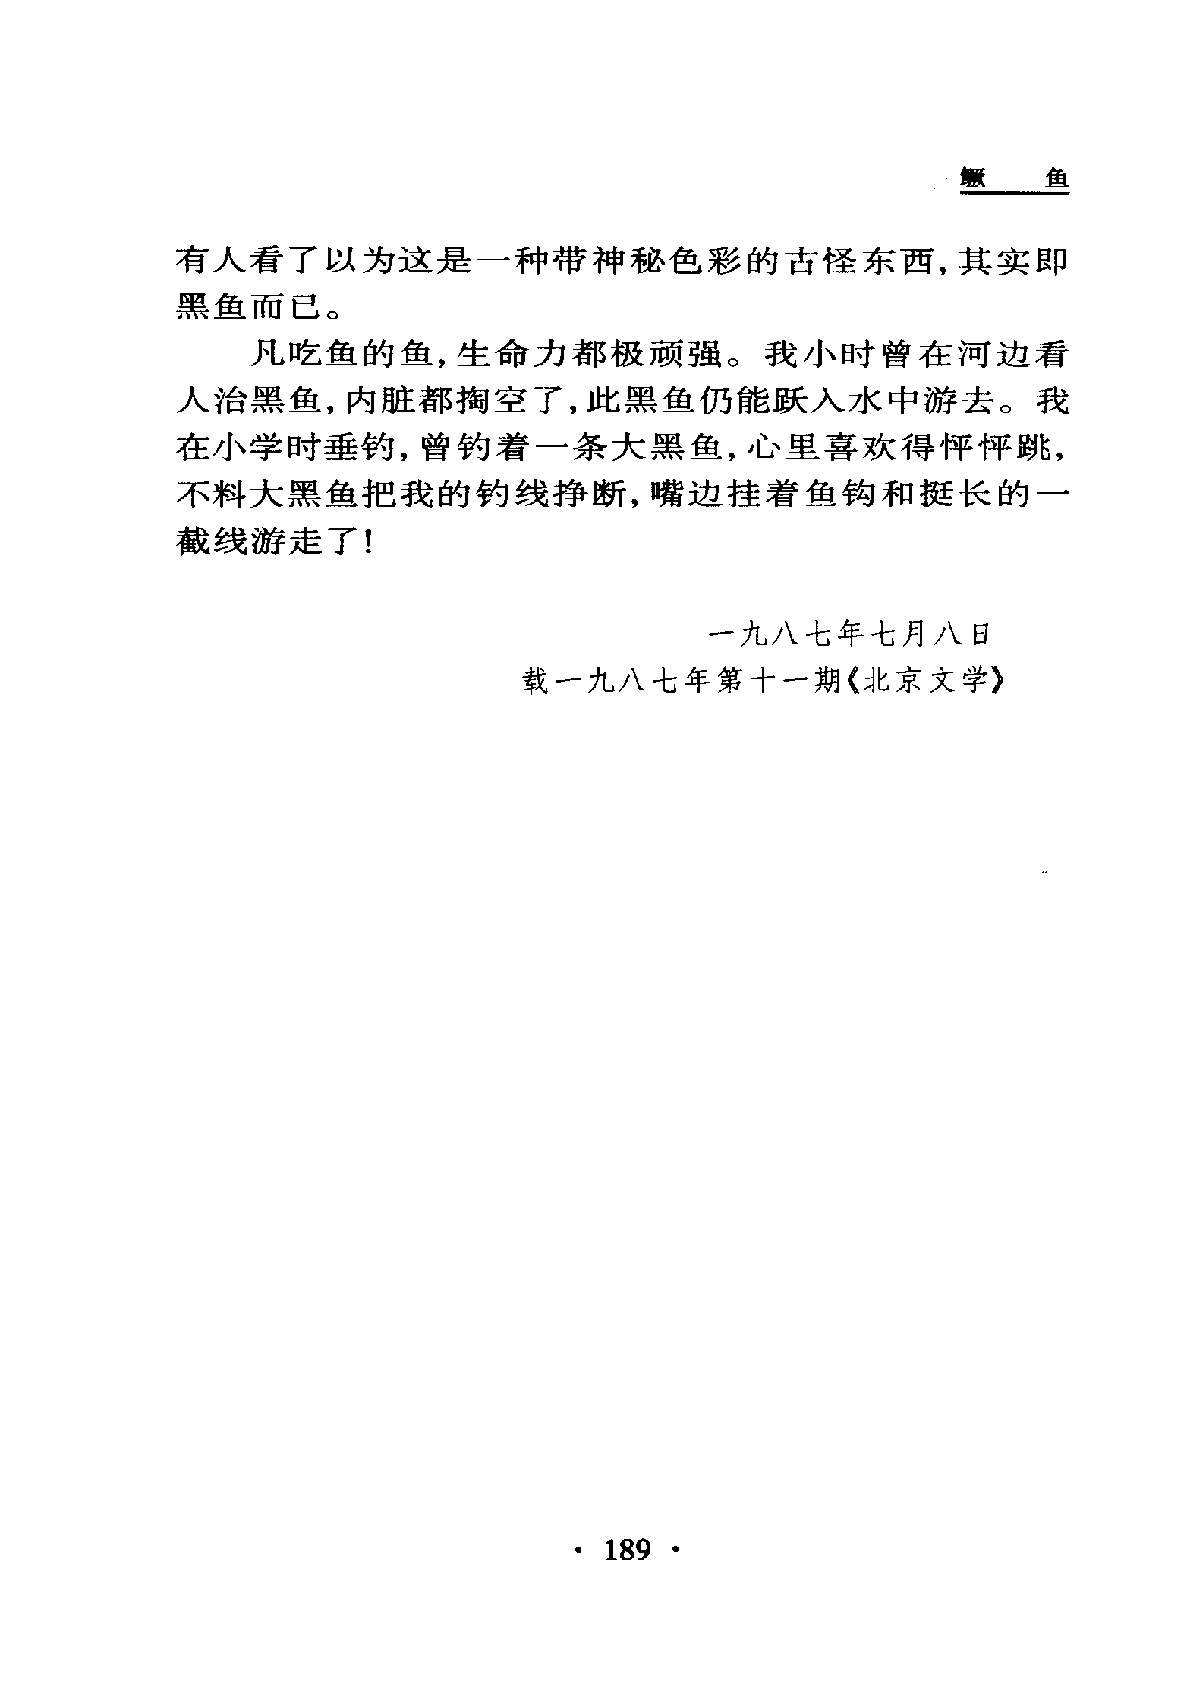 鳜 鱼
有人看了以为这是一种带神秘色彩的古怪东西，其实即
黑鱼而已。
凡吃鱼的鱼，生命力都极顽强。我小时曾在河边看
人治黑鱼，内脏都掏空了，此黑鱼仍能跃入水中游去。我
在小学时垂钓，曾钓着一条大黑鱼，心里喜欢得怦怦跳，
不料大黑鱼把我的钓线挣断，嘴边挂着鱼钩和挺长的一
截线游走了！
一九八七年七月八日
载一九八七年第十一期《北京文学》
· 189 ·